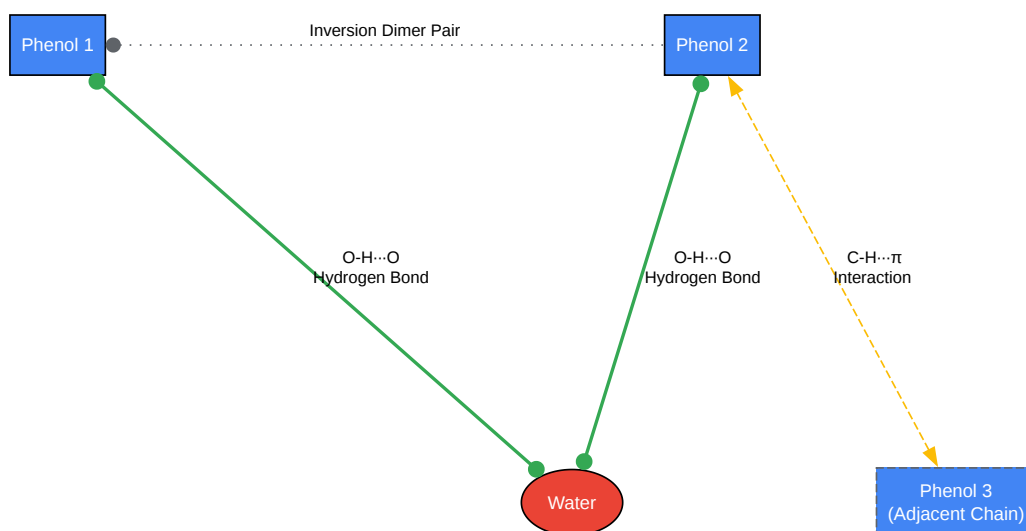 Inversion Dimer Pair
Phenol 1
Phenol 2
O-H···O
Hydrogen Bond
O-H···O
Hydrogen Bond
C-H···π
Interaction
Water
Phenol 3
(Adjacent Chain)